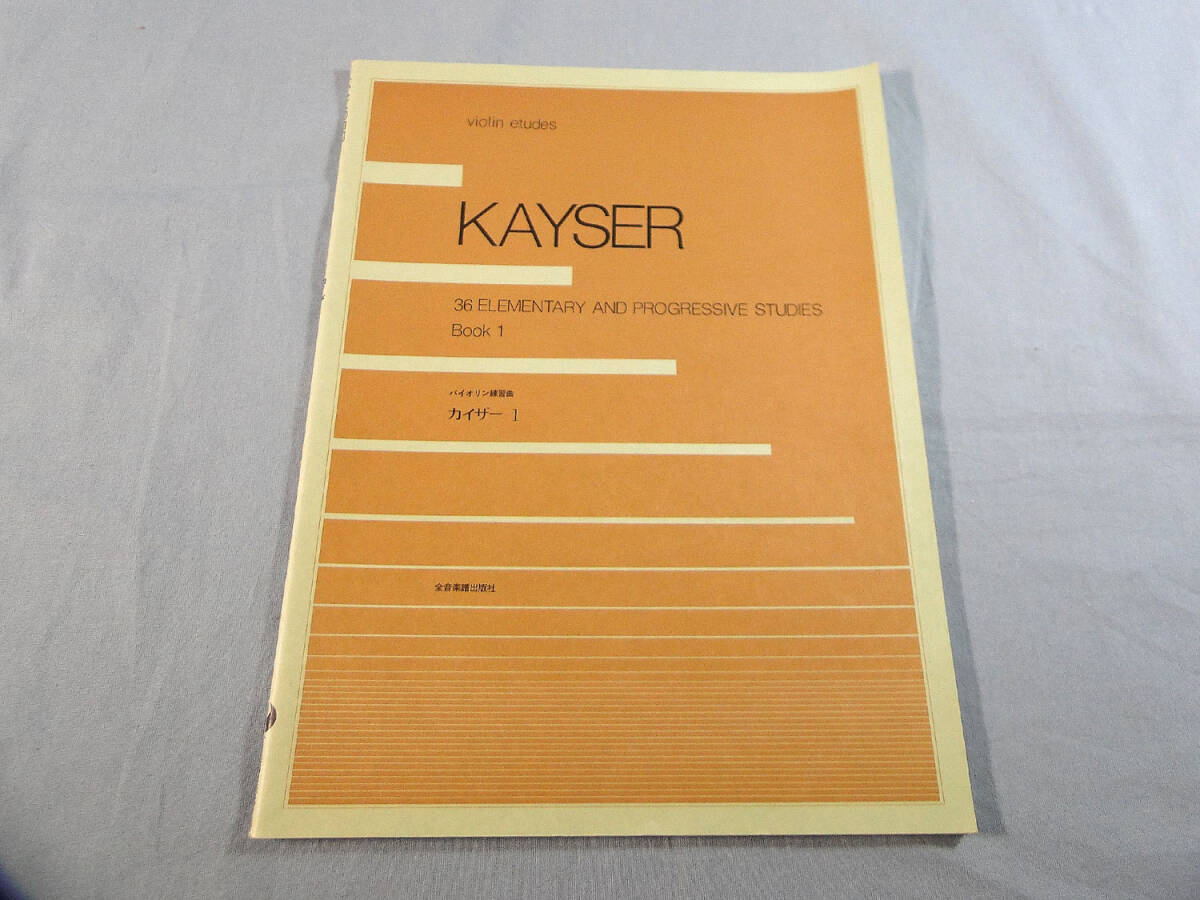 violin etudes
KAYSER
36 ELEMENTARY AND PROGRESSIVE STUDIES
Book 1
バイオリン練習曲
カイザー 1
全音楽譜出版社